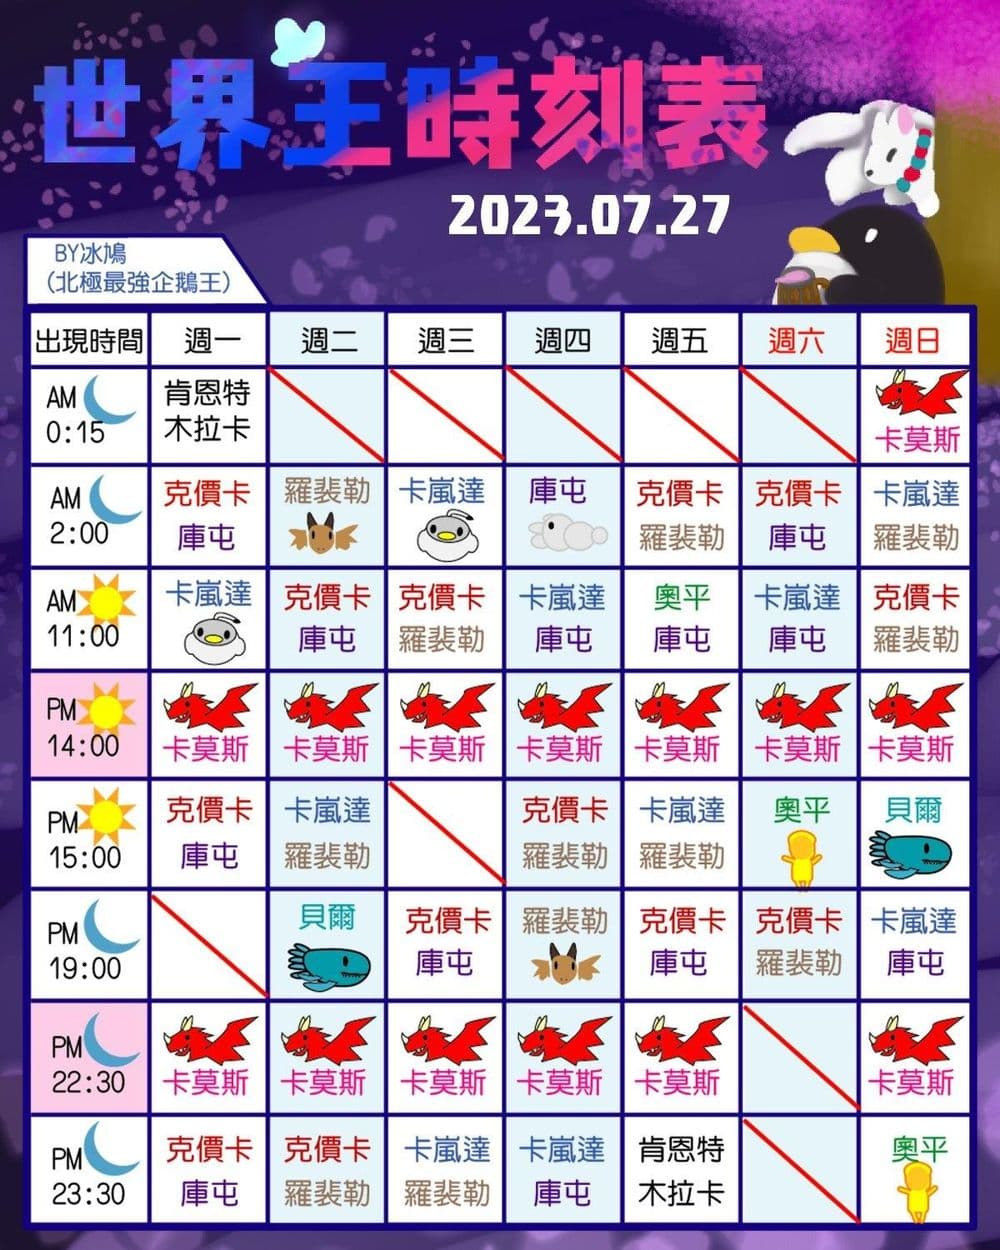 世界王時刻表
2023.07.27
BY冰鳩
(北極最強企鵝王)
出現時間 週一 週二 週三 週四 週五 週六 週日
AM 肯恩特
0:15 木拉卡 卡莫斯
AM 克價卡 羅裴勒 卡嵐達 庫屯 克價卡 克價卡 卡嵐達
2:00 庫屯 羅裴勒 庫屯 羅裴勒
AM 卡嵐達 克價卡 克價卡 卡嵐達 奧平 卡嵐達 克價卡
11:00 庫屯 羅裴勒 庫屯 庫屯 庫屯 羅裴勒
PM
14:00 卡莫斯 卡莫斯 卡莫斯 卡莫斯 卡莫斯 卡莫斯 卡莫斯
PM 克價卡 卡嵐達 克價卡 卡嵐達 奧平 貝爾
15:00 庫屯 羅裴勒 羅裴勒 羅裴勒
PM 貝爾 克價卡 羅裴勒 克價卡 克價卡 卡嵐達
19:00 庫屯 庫屯 羅裴勒 庫屯
PM
22:30 卡莫斯 卡莫斯 卡莫斯 卡莫斯 卡莫斯 卡莫斯
PM 克價卡 克價卡 卡嵐達 卡嵐達 肯恩特 奧平
23:30 庫屯 羅裴勒 羅裴勒 庫屯 木拉卡